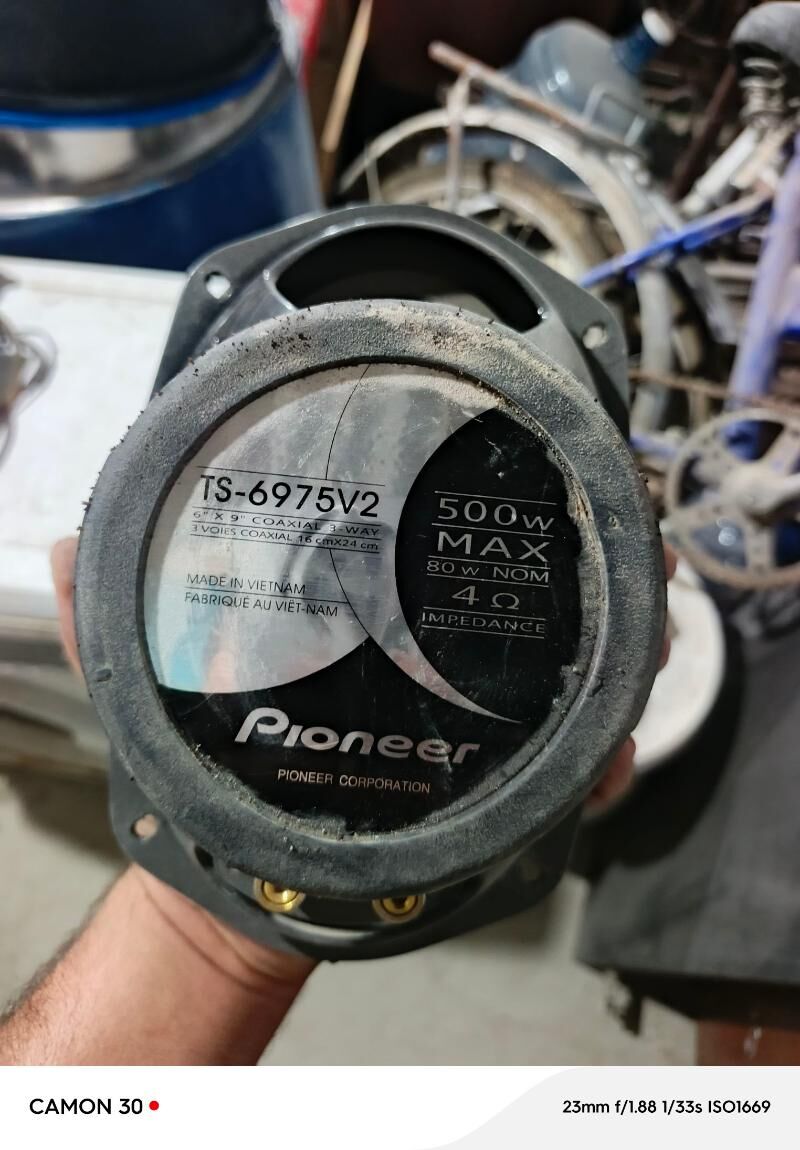 TS-6975V2
6" X 9" COAXIAL 3-WAY
3 VOIES COAXIAL 16 cmX24 cm
MADE IN VIETNAM
FABRIQUÉ AU VIÊT-NAM
500W
MAX
80 W NOM
4 Ω
IMPEDANCE
Pioneer
PIONEER CORPORATION
CAMON 30
23mm f/1.88 1/33s ISO1669